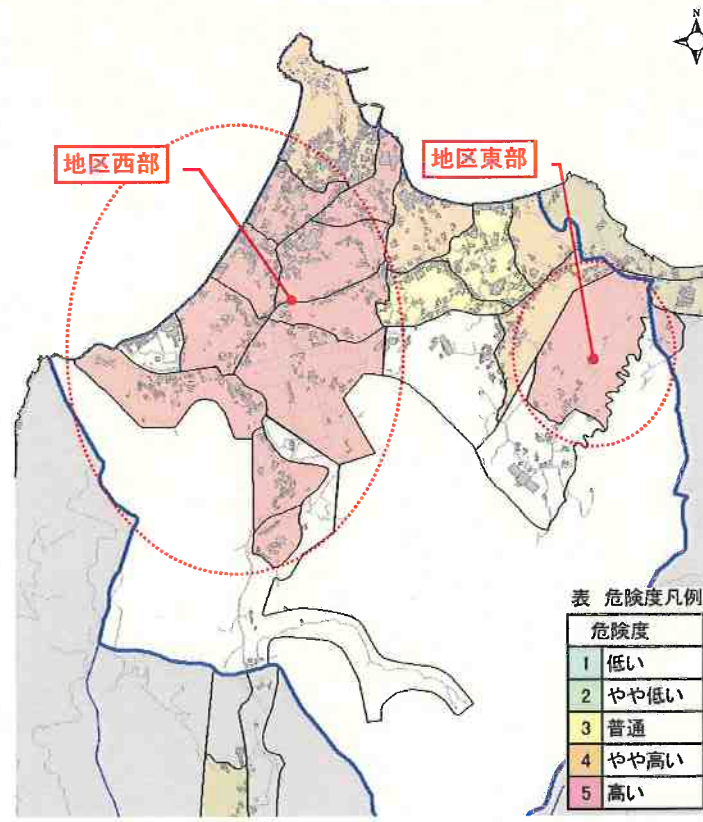 N
地区西部
地区東部
表 危険度凡例
危険度
1 低い
2 やや低い
3 普通
4 やや高い
5 高い